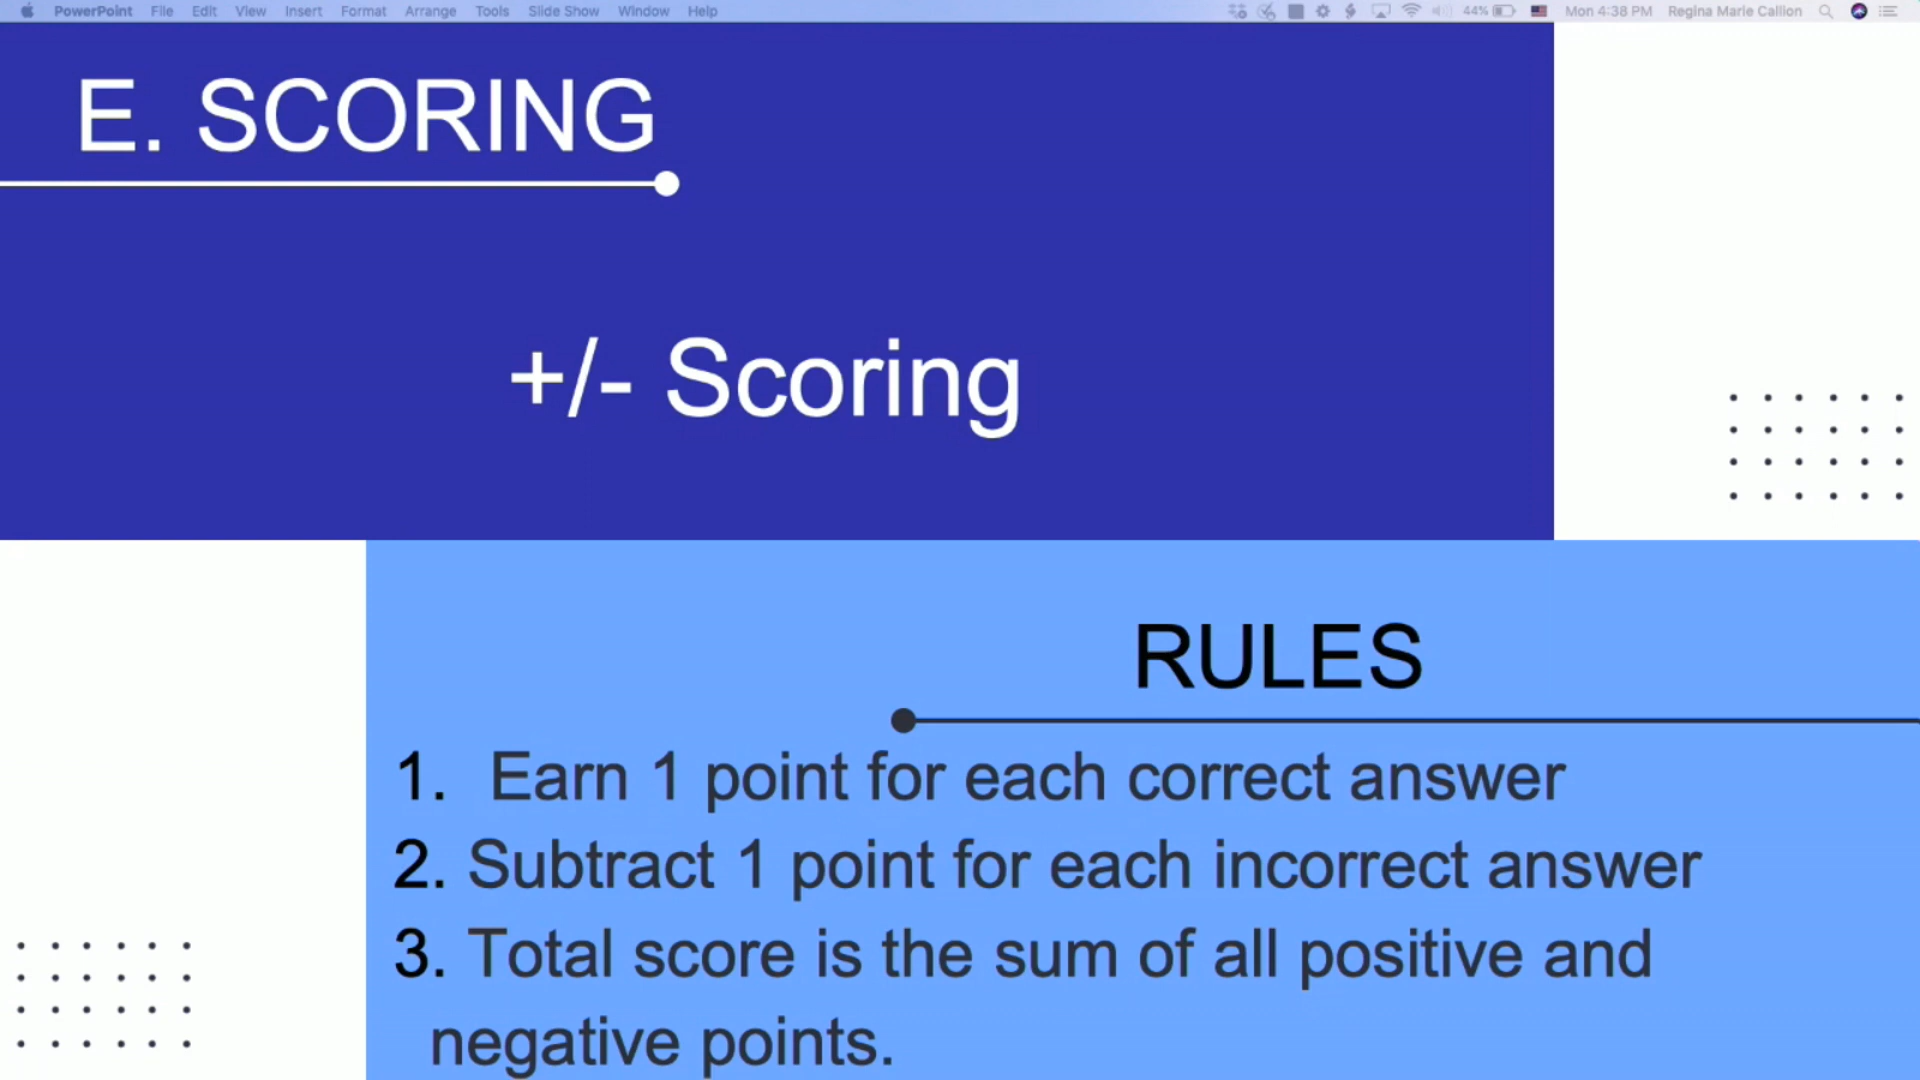 PowerPoint File Edit View Insert Format Arrange Tools Slide Show Window Help 44% Mon 4:38 PM Regina Marie Callion
E. SCORING
+/- Scoring
RULES
1. Earn 1 point for each correct answer
2. Subtract 1 point for each incorrect answer
3. Total score is the sum of all positive and
negative points.